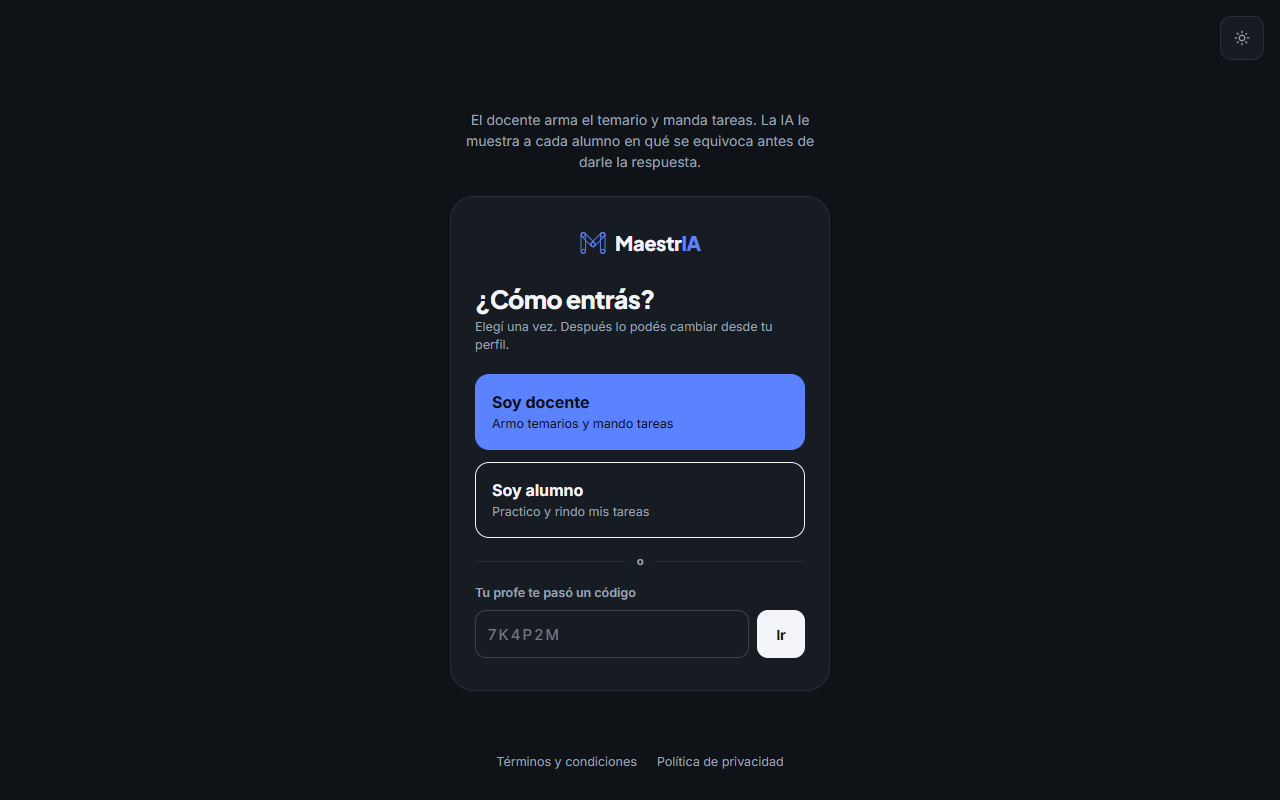 El docente arma el temario y manda tareas. La IA le
muestra a cada alumno en qué se equivoca antes de
darle la respuesta.
MaestrIA
¿Cómo entrás?
Elegí una vez. Después lo podés cambiar desde tu
perfil.
Soy docente
Armo temarios y mando tareas
Soy alumno
Practico y rindo mis tareas
o
Tu profe te pasó un código
7K4P2M
Ir
Términos y condiciones
Política de privacidad